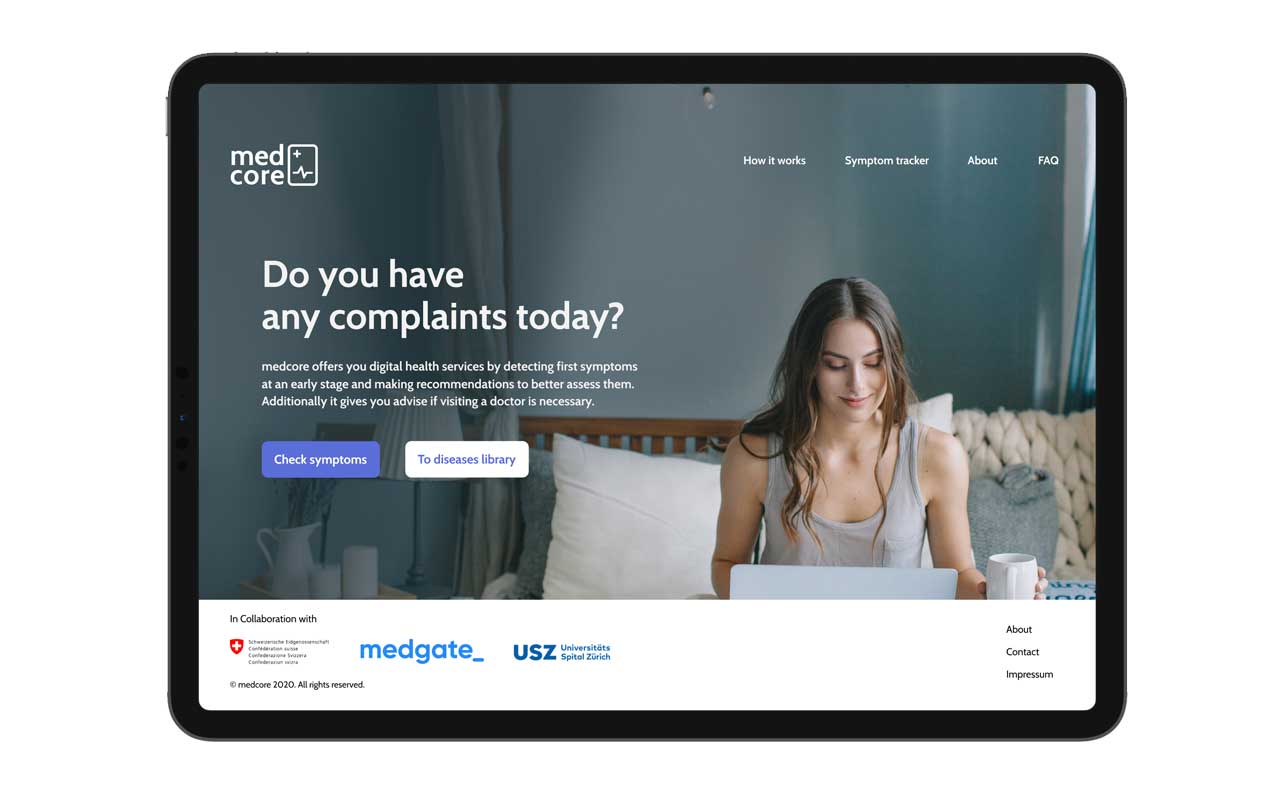 med
core
How it works
Symptom tracker
About
FAQ
Do you have
any complaints today?
medcore offers you digital health services by detecting first symptoms
at an early stage and making recommendations to better assess them.
Additionally it gives you advise if visiting a doctor is necessary.
Check symptoms
To diseases library
In Collaboration with
Schweizerische Eidgenossenschaft
Confédération suisse
Confederazione Svizzera
Confederaziun svizra
medgate_
USZ Universitäts
Spital Zürich
© medcore 2020. All rights reserved.
About
Contact
Impressum